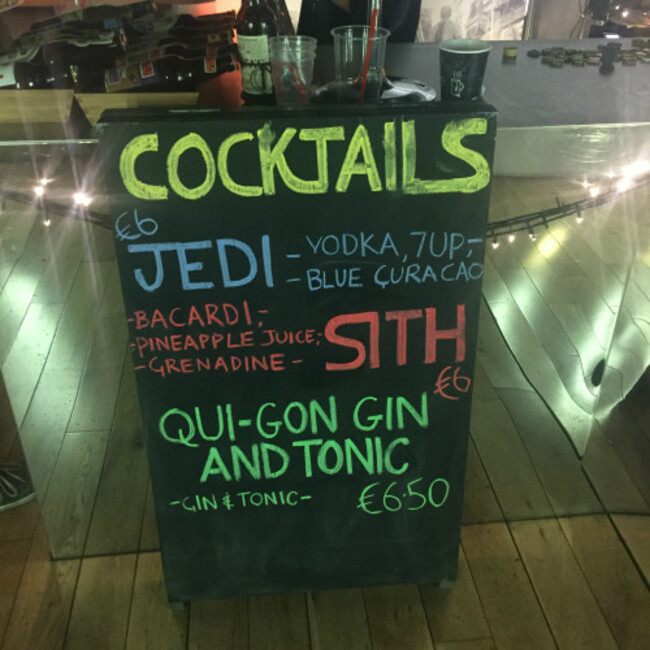 COCKTAILS
€6
JEDI - VODKA, 7UP,-
- BLUE ÇURACAO
-BACARDI,-
-PINEAPPLE JUICE,-
-GRENADINE-
SITH
€6
QUI-GON GIN
AND TONIC
-GIN & TONIC-
€6.50